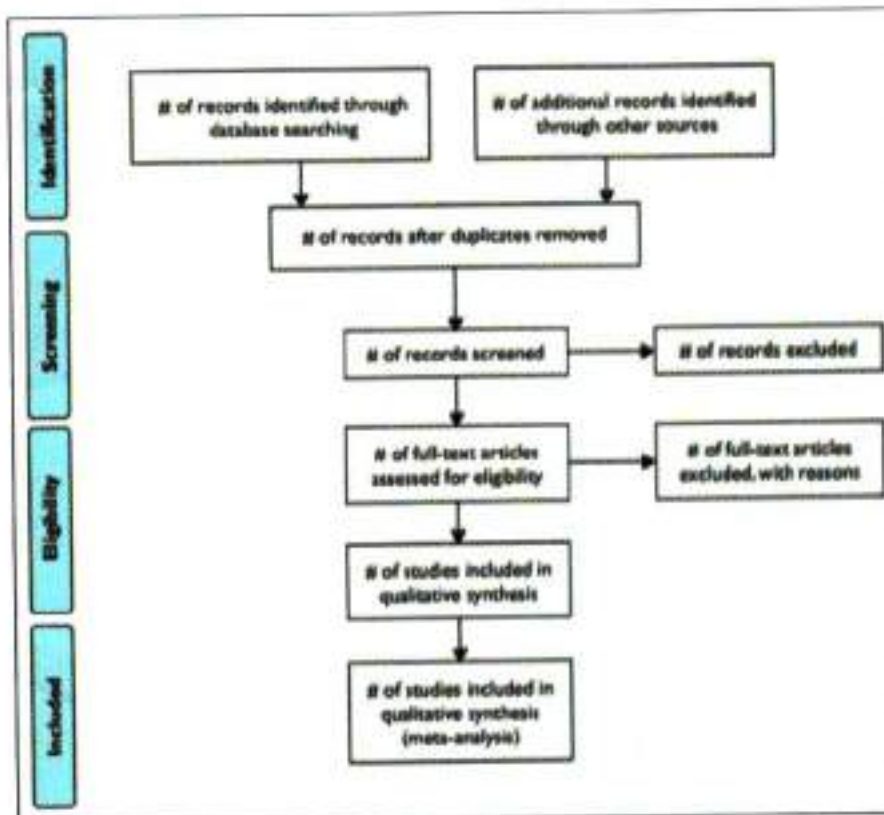 Identification
# of records identified through
database searching
# of additional records identified
through other sources
# of records after duplicates removed
Screening
# of records screened
# of records excluded
Eligibility
# of full-text articles
assessed for eligibility
# of full-text articles
excluded, with reasons
# of studies included in
qualitative synthesis
Included
# of studies included in
qualitative synthesis
(meta-analysis)